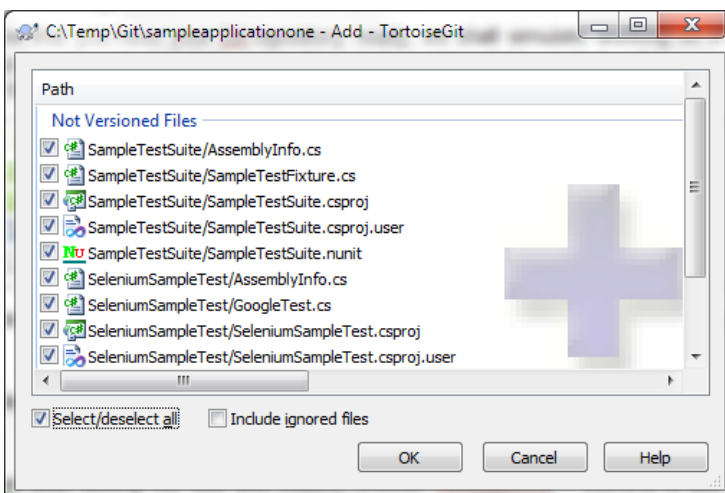 C:\Temp\Git\sampleapplicationone - Add - TortoiseGit
Path
Not Versioned Files
SampleTestSuite/AssemblyInfo.cs
SampleTestSuite/SampleTestFixture.cs
SampleTestSuite/SampleTestSuite.csproj
SampleTestSuite/SampleTestSuite.csproj.user
NU SampleTestSuite/SampleTestSuite.nunit
SeleniumSampleTest/AssemblyInfo.cs
SeleniumSampleTest/GoogleTest.cs
SeleniumSampleTest/SeleniumSampleTest.csproj
SeleniumSampleTest/SeleniumSampleTest.csproj.user
Select/deselect all
Include ignored files
OK
Cancel
Help